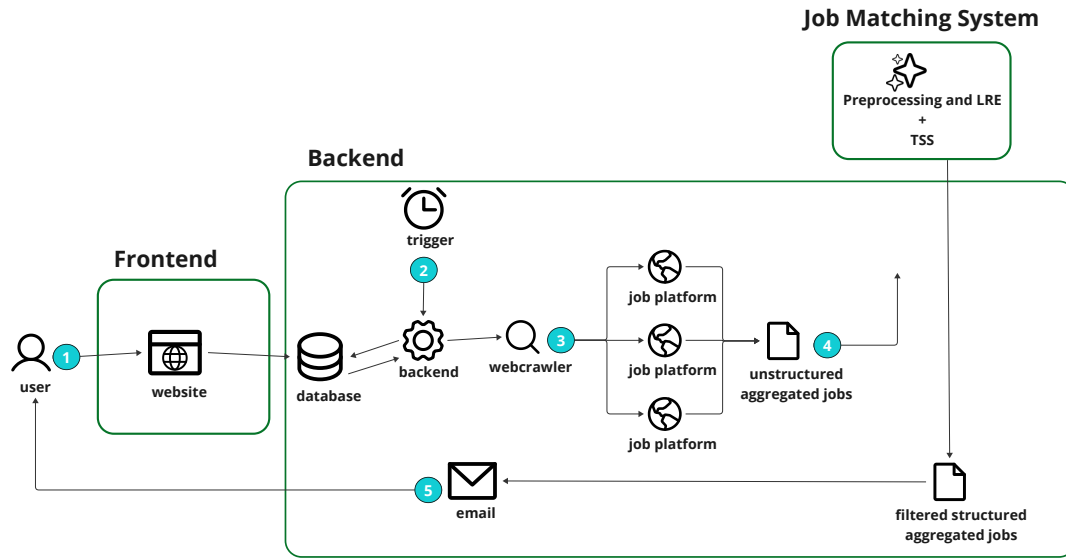 Job Matching System
Preprocessing and LRE
+
TSS
Backend
trigger
2
Frontend
job platform
1
user
website
database
backend
webcrawler
3
job platform
unstructured
aggregated jobs
4
job platform
5
email
filtered structured
aggregated jobs